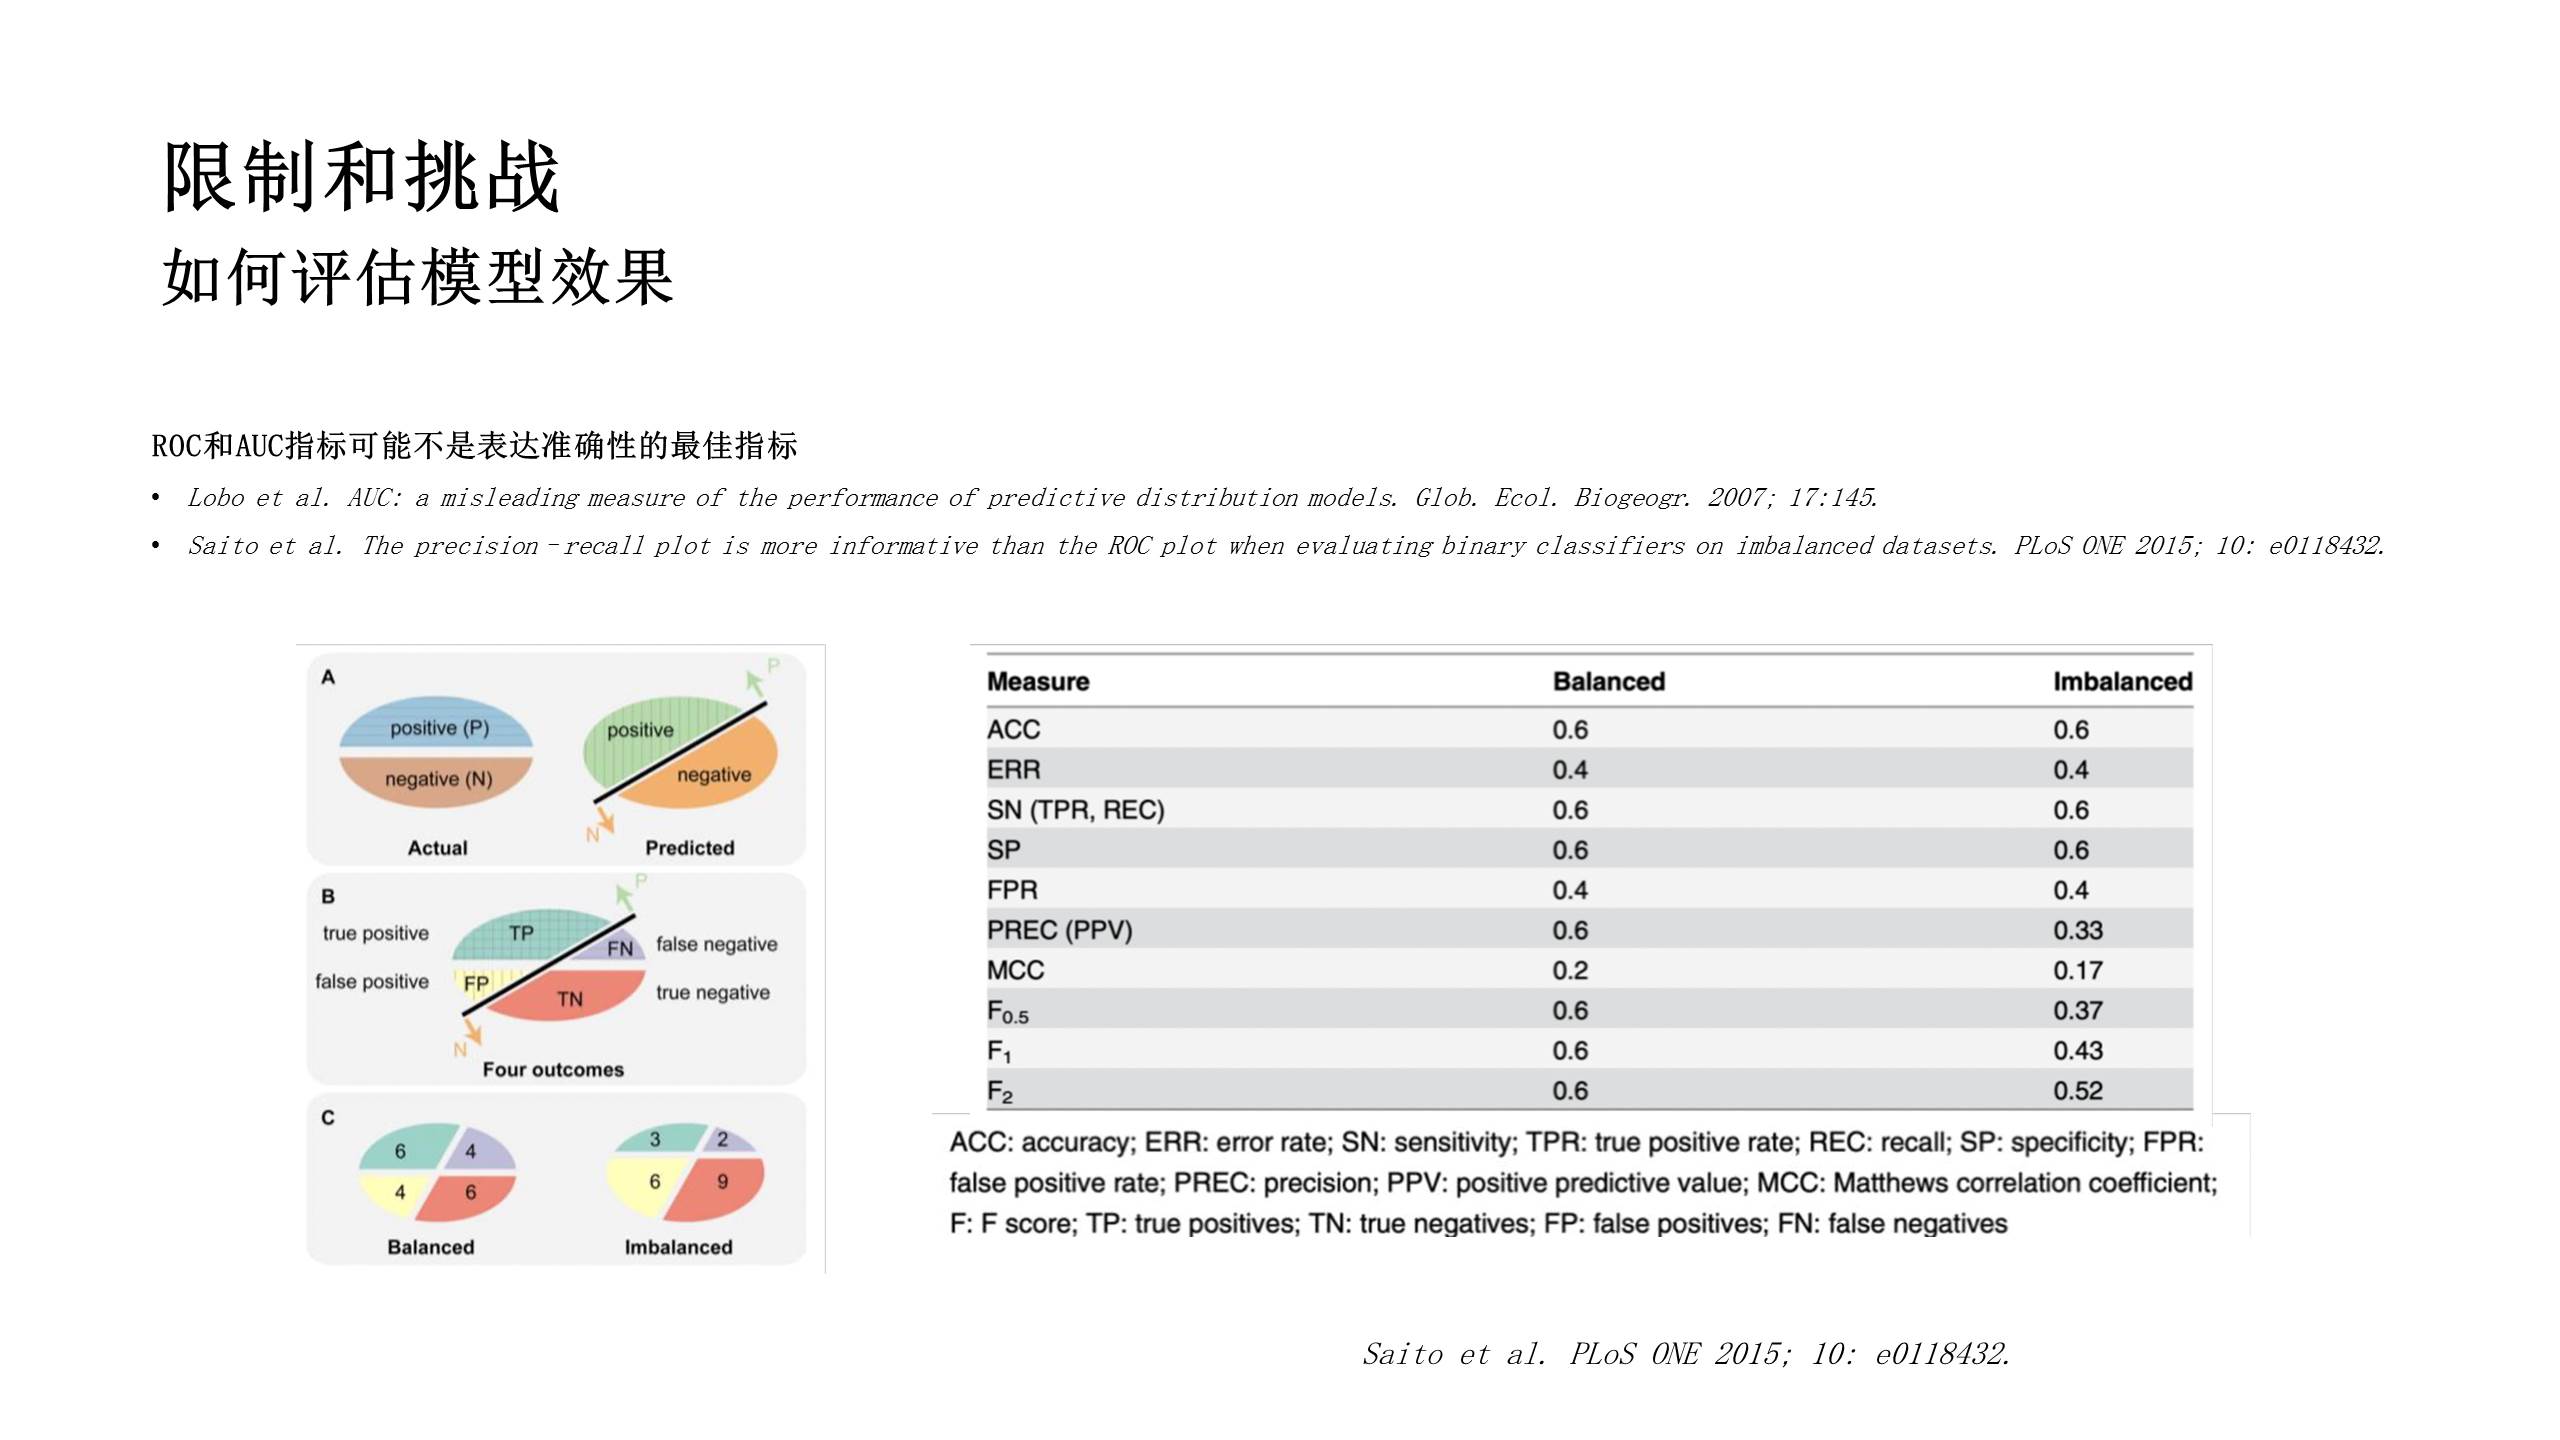 限制和挑战
如何评估模型效果
ROC和AUC指标可能不是表达准确性的最佳指标
• Lobo et al. AUC: a misleading measure of the performance of predictive distribution models. Glob. Ecol. Biogeogr. 2007; 17:145.
• Saito et al. The precision–recall plot is more informative than the ROC plot when evaluating binary classifiers on imbalanced datasets. PLoS ONE 2015; 10: e0118432.
A
P
positive (P)
positive
negative (N)
negative
N
Actual
Predicted
B
P
true positive
TP
FN
false negative
false positive
FP
TN
true negative
N
Four outcomes
C
6 4
3 2
4 6
6 9
Balanced
Imbalanced
Measure Balanced Imbalanced
ACC 0.6 0.6
ERR 0.4 0.4
SN (TPR, REC) 0.6 0.6
SP 0.6 0.6
FPR 0.4 0.4
PREC (PPV) 0.6 0.33
MCC 0.2 0.17
F0.5 0.6 0.37
F1 0.6 0.43
F2 0.6 0.52
ACC: accuracy; ERR: error rate; SN: sensitivity; TPR: true positive rate; REC: recall; SP: specificity; FPR:
false positive rate; PREC: precision; PPV: positive predictive value; MCC: Matthews correlation coefficient;
F: F score; TP: true positives; TN: true negatives; FP: false positives; FN: false negatives
Saito et al. PLoS ONE 2015; 10: e0118432.